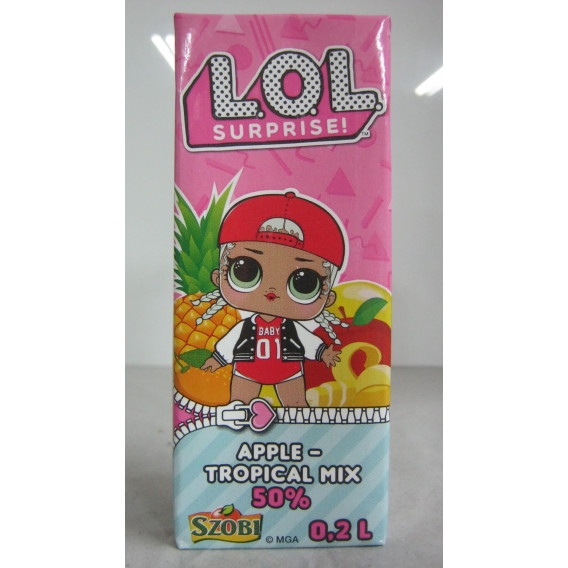 L.O.L.
SURPRISE!™
BABY
01
APPLE –
TROPICAL MIX
50%
SZOBI
© MGA
0,2 L